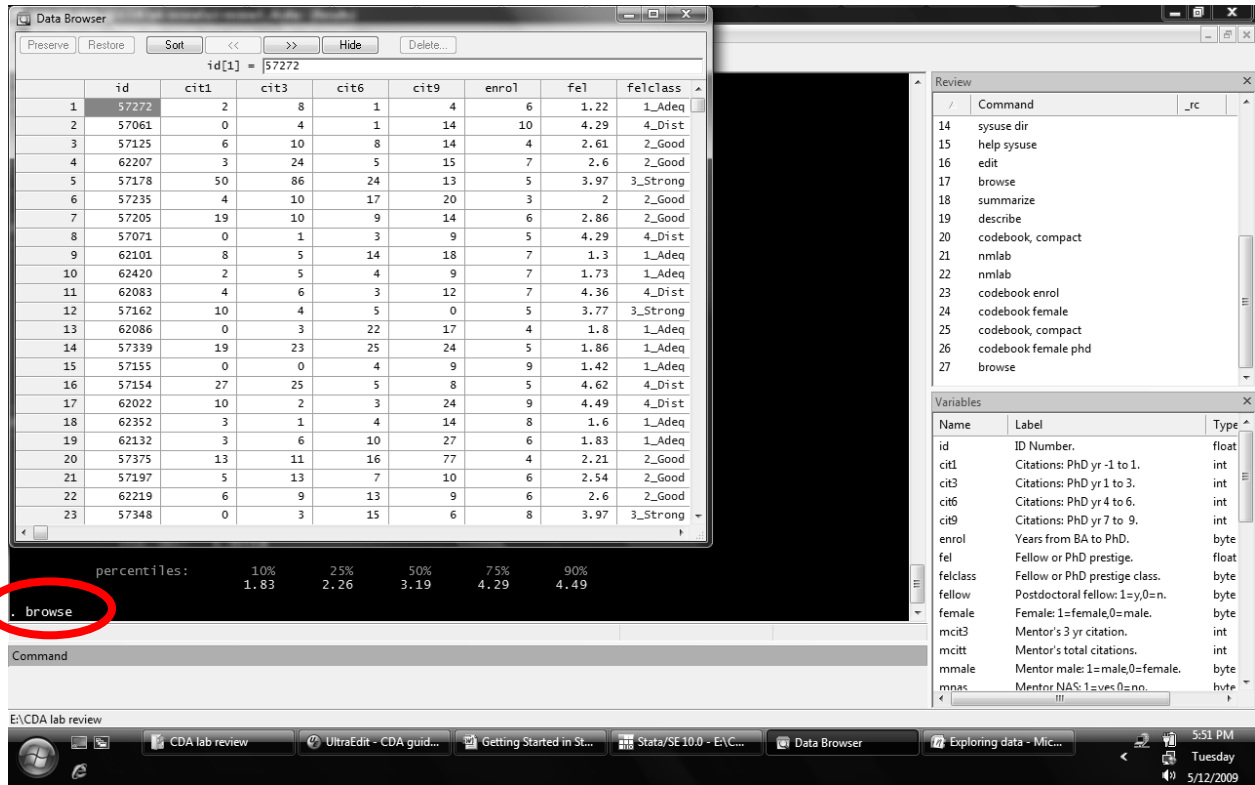 Data Browser
Preserve Restore Sort << >> Hide Delete...
id[1] = 57272
id cit1 cit3 cit6 cit9 enrol fel felclass
1 57272 2 8 1 4 6 1.22 1_Adeq
2 57061 0 4 1 14 10 4.29 4_Dist
3 57125 6 10 8 14 4 2.61 2_Good
4 62207 3 24 5 15 7 2.6 2_Good
5 57178 50 86 24 13 5 3.97 3_Strong
6 57235 4 10 17 20 3 2 2_Good
7 57205 19 10 9 14 6 2.86 2_Good
8 57071 0 1 3 9 5 4.29 4_Dist
9 62101 8 5 14 18 7 1.3 1_Adeq
10 62420 2 5 4 9 7 1.73 1_Adeq
11 62083 4 6 3 12 7 4.36 4_Dist
12 57162 10 4 5 0 5 3.77 3_Strong
13 62086 0 3 22 17 4 1.8 1_Adeq
14 57339 19 23 25 24 5 1.86 1_Adeq
15 57155 0 0 4 9 9 1.42 1_Adeq
16 57154 27 25 5 8 5 4.62 4_Dist
17 62022 10 2 3 24 9 4.49 4_Dist
18 62352 3 1 4 14 8 1.6 1_Adeq
19 62132 3 6 10 27 6 1.83 1_Adeq
20 57375 13 11 16 77 4 2.21 2_Good
21 57197 5 13 7 10 6 2.54 2_Good
22 62219 6 9 13 9 6 2.6 2_Good
23 57348 0 3 15 6 8 3.97 3_Strong
percentiles: 10% 25% 50% 75% 90%
1.83 2.26 3.19 4.29 4.49
. browse
Command
Review
Command _rc
14 sysuse dir
15 help sysuse
16 edit
17 browse
18 summarize
19 describe
20 codebook, compact
21 nmlab
22 nmlab
23 codebook enrol
24 codebook female
25 codebook, compact
26 codebook female phd
27 browse
Variables
Name Label Type
id ID Number. float
cit1 Citations: PhD yr -1 to 1. int
cit3 Citations: PhD yr 1 to 3. int
cit6 Citations: PhD yr 4 to 6. int
cit9 Citations: PhD yr 7 to 9. int
enrol Years from BA to PhD. byte
fel Fellow or PhD prestige. float
felclass Fellow or PhD prestige class. byte
fellow Postdoctoral fellow: 1=y,0=n. byte
female Female: 1=female,0=male. byte
mcit3 Mentor's 3 yr citation. int
mcitt Mentor's total citations. int
mmale Mentor male: 1=male,0=female. byte
mnas Mentor NAS: 1=yes,0=no. byte
E:\CDA lab review
CDA lab review UltraEdit - CDA guid... Getting Started in St... Stata/SE 10.0 - E:\C... Data Browser Exploring data - Mic...
5:51 PM
Tuesday
5/12/2009